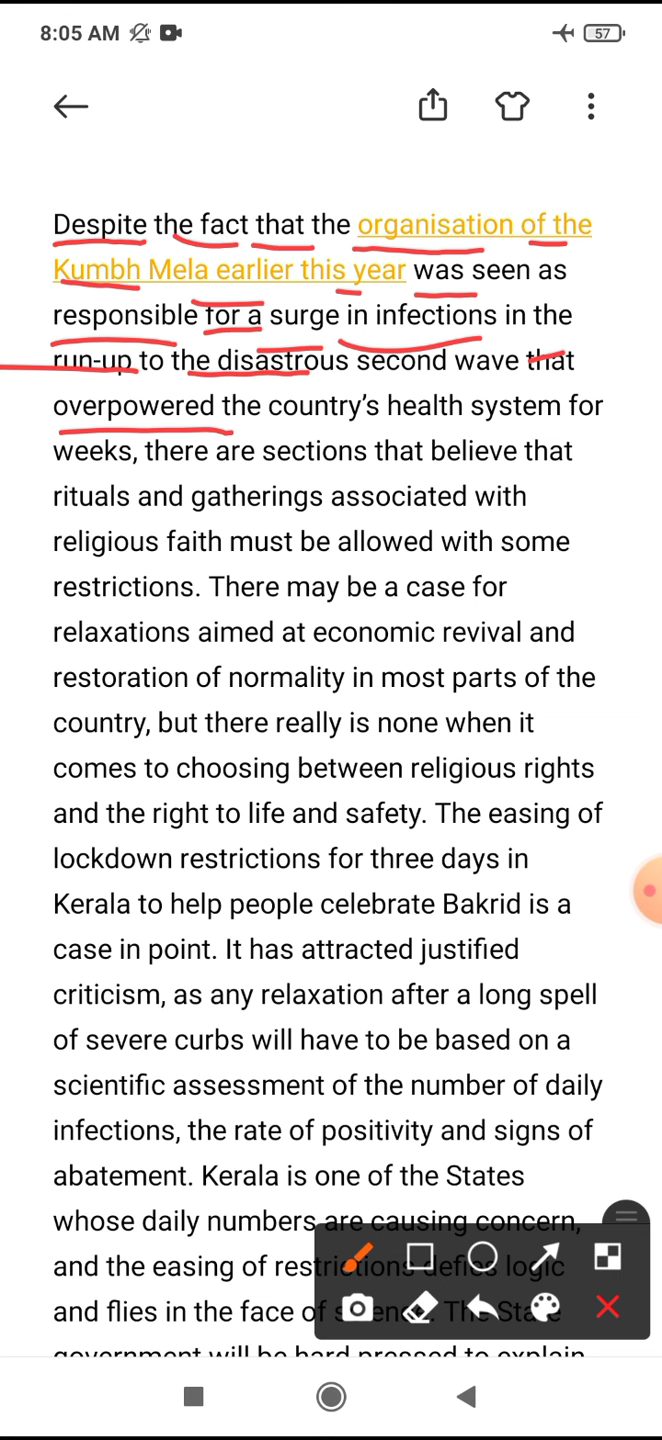 8:05 AM
57
Despite the fact that the organisation of the
Kumbh Mela earlier this year was seen as
responsible for a surge in infections in the
run-up to the disastrous second wave that
overpowered the country's health system for
weeks, there are sections that believe that
rituals and gatherings associated with
religious faith must be allowed with some
restrictions. There may be a case for
relaxations aimed at economic revival and
restoration of normality in most parts of the
country, but there really is none when it
comes to choosing between religious rights
and the right to life and safety. The easing of
lockdown restrictions for three days in
Kerala to help people celebrate Bakrid is a
case in point. It has attracted justified
criticism, as any relaxation after a long spell
of severe curbs will have to be based on a
scientific assessment of the number of daily
infections, the rate of positivity and signs of
abatement. Kerala is one of the States
whose daily numbers are causing concern,
and the easing of restrictions defies logic
and flies in the face of The State
government will be hard pressed to explain